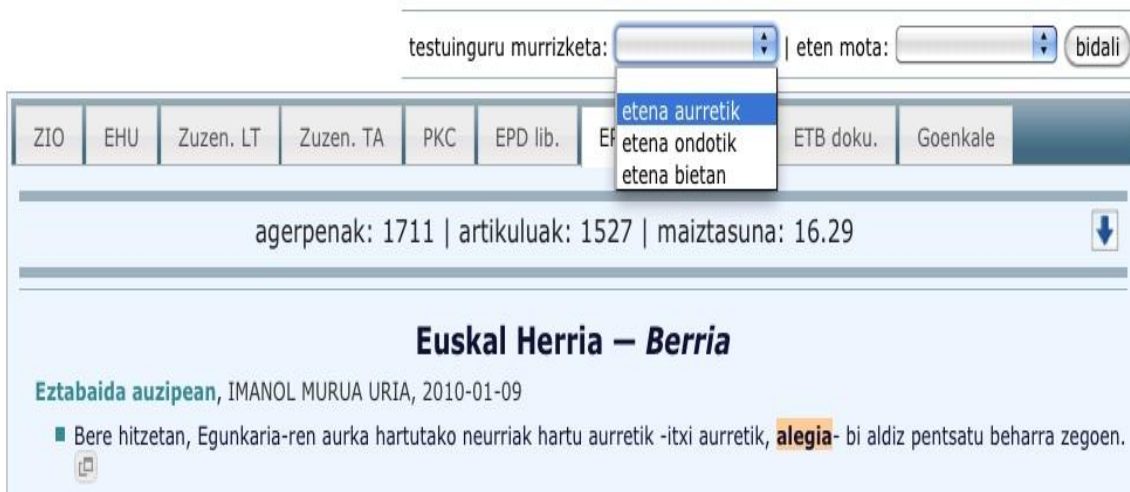 testuinguru murrizketa: | eten mota: bidali
etena aurretik
etena ondotik
etena bietan
ZIO EHU Zuzen. LT Zuzen. TA PKC EPD lib. ETB doku. Goenkale
agerpenak: 1711 | artikuluak: 1527 | maiztasuna: 16.29
Euskal Herria — Berria
Eztabaida auzipean, IMANOL MURUA URIA, 2010-01-09
Bere hitzetan, Egunkaria-ren aurka hartutako neurriak hartu aurretik -itxi aurretik, alegia- bi aldiz pentsatu beharra zegoen.